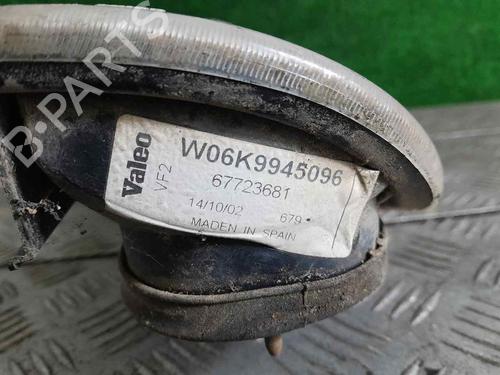 B-PARTS
Valeo
VF2
W06K9945096
67723681
14/10/02 679
MADEN IN SPAIN